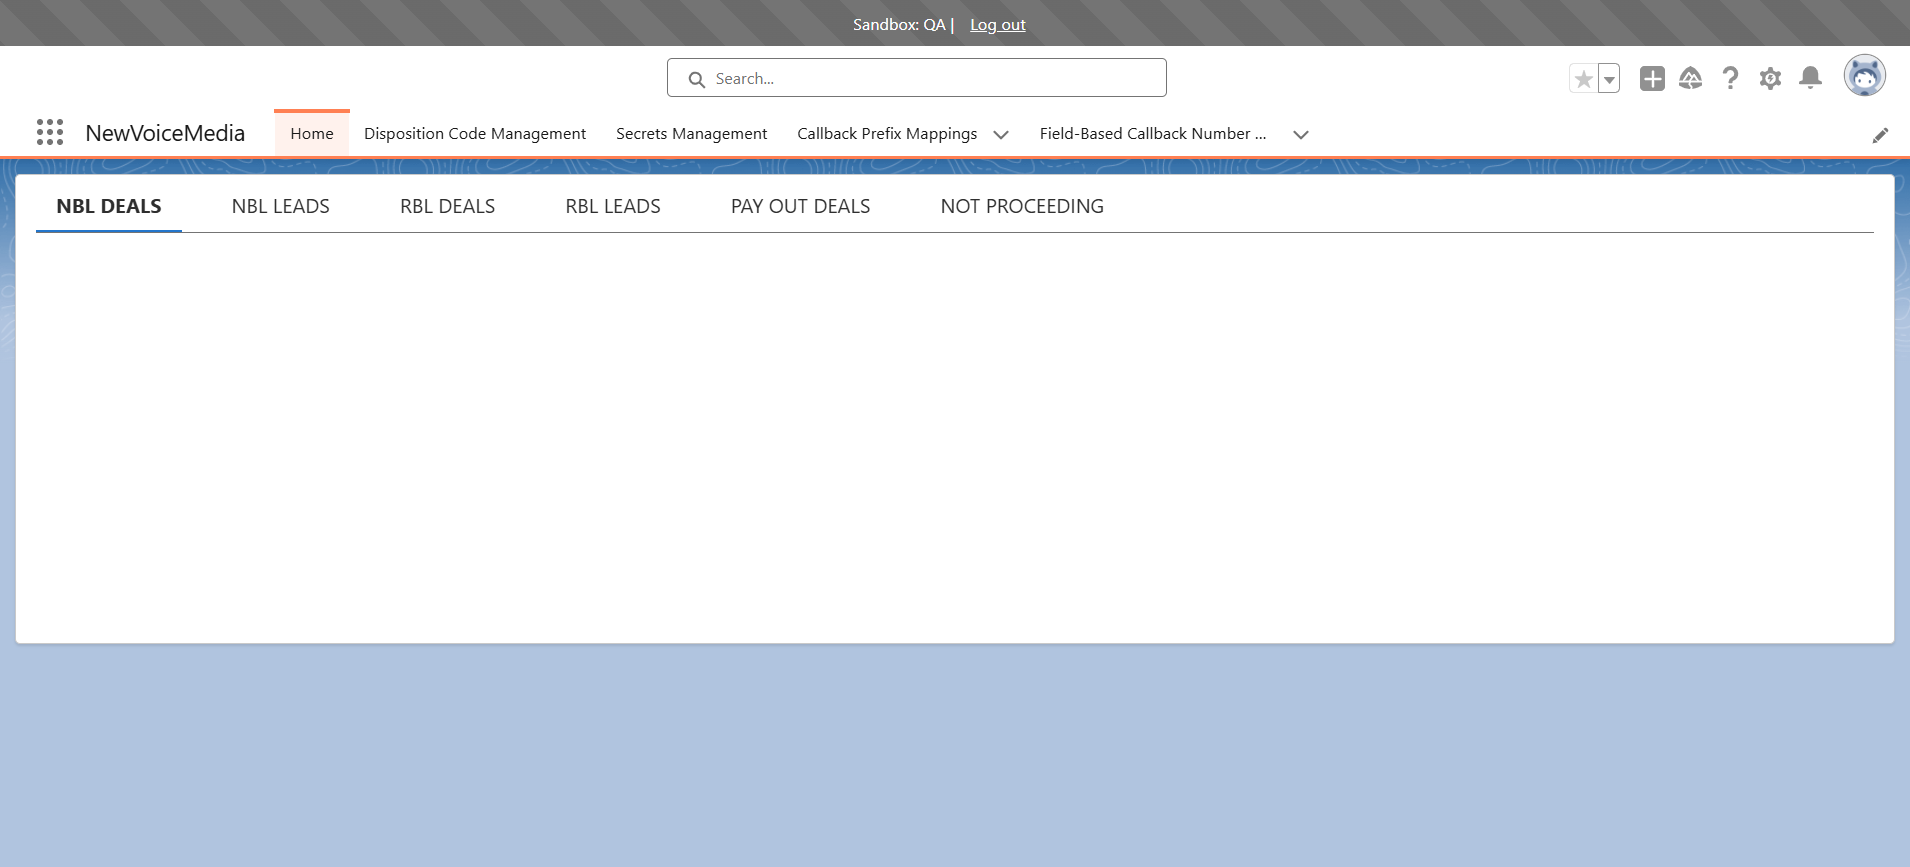 Sandbox: QA | Log out
Search...
NewVoiceMedia Home Disposition Code Management Secrets Management Callback Prefix Mappings Field-Based Callback Number ...
NBL DEALS NBL LEADS RBL DEALS RBL LEADS PAY OUT DEALS NOT PROCEEDING